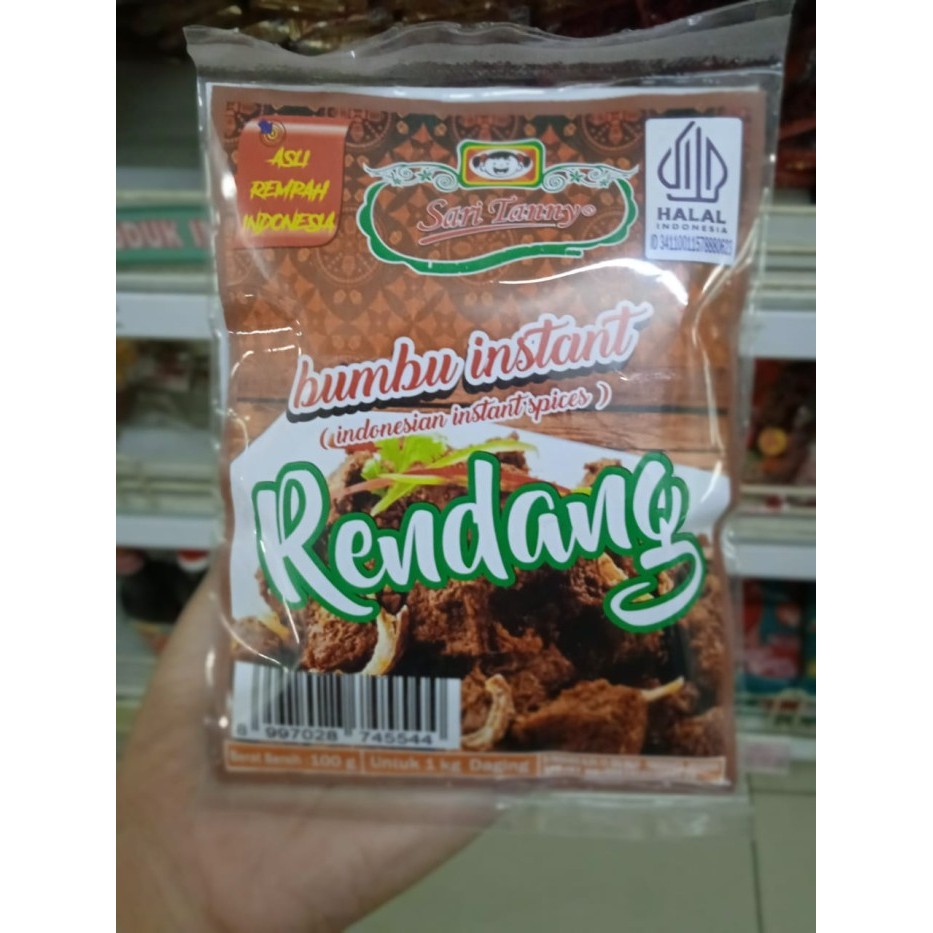 ASLI
REMPAH
INDONESIA
Sari Tanny®
HALAL
INDONESIA
bumbu instant
( indonesian instant spices )
Rendang
8 997028 745544
Berat Bersih : 100 g
Untuk 1 kg Daging
ODUK I